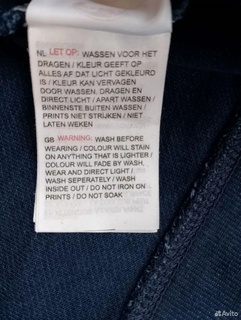 NL LET OP: WASSEN VOOR HET
DRAGEN / KLEUR GEEFT OP
ALLES AF DAT LICHT GEKLEURD
IS / KLEUR KAN VERVAGEN
DOOR WASSEN. DRAGEN EN
DIRECT LICHT / APART WASSEN /
BINNENSTE BUITEN WASSEN /
PRINTS NIET STRIJKEN / NIET
LATEN WEKEN
GB WARNING: WASH BEFORE
WEARING / COLOUR WILL STAIN
ON ANYTHING THAT IS LIGHTER /
COLOUR WILL FADE BY WASH,
WEAR AND DIRECT LIGHT /
WASH SEPERATELY / WASH
INSIDE OUT / DO NOT IRON ON
PRINTS / DO NOT SOAK
Avito